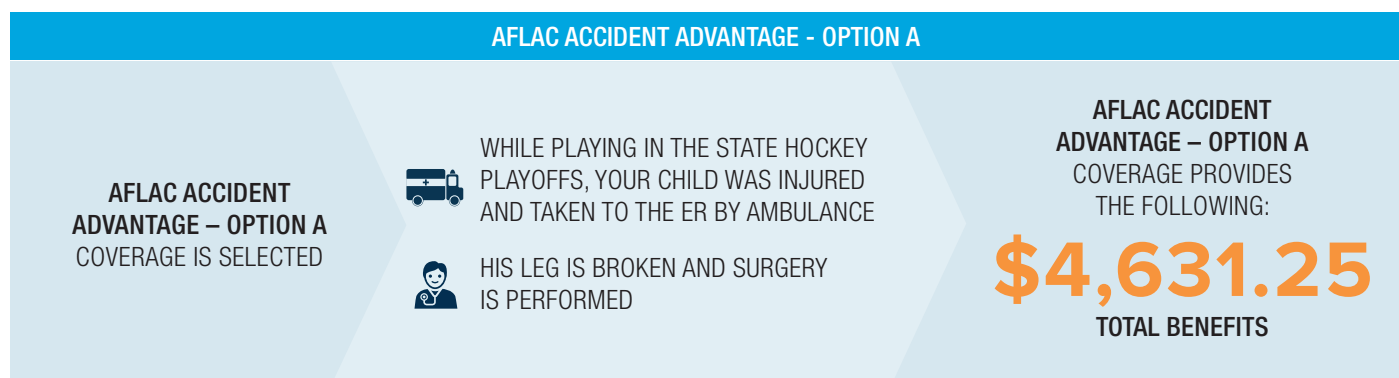 AFLAC ACCIDENT ADVANTAGE - OPTION A
AFLAC ACCIDENT
ADVANTAGE – OPTION A
COVERAGE IS SELECTED
WHILE PLAYING IN THE STATE HOCKEY
PLAYOFFS, YOUR CHILD WAS INJURED
AND TAKEN TO THE ER BY AMBULANCE
HIS LEG IS BROKEN AND SURGERY
IS PERFORMED
AFLAC ACCIDENT
ADVANTAGE – OPTION A
COVERAGE PROVIDES
THE FOLLOWING:
$4,631.25
TOTAL BENEFITS